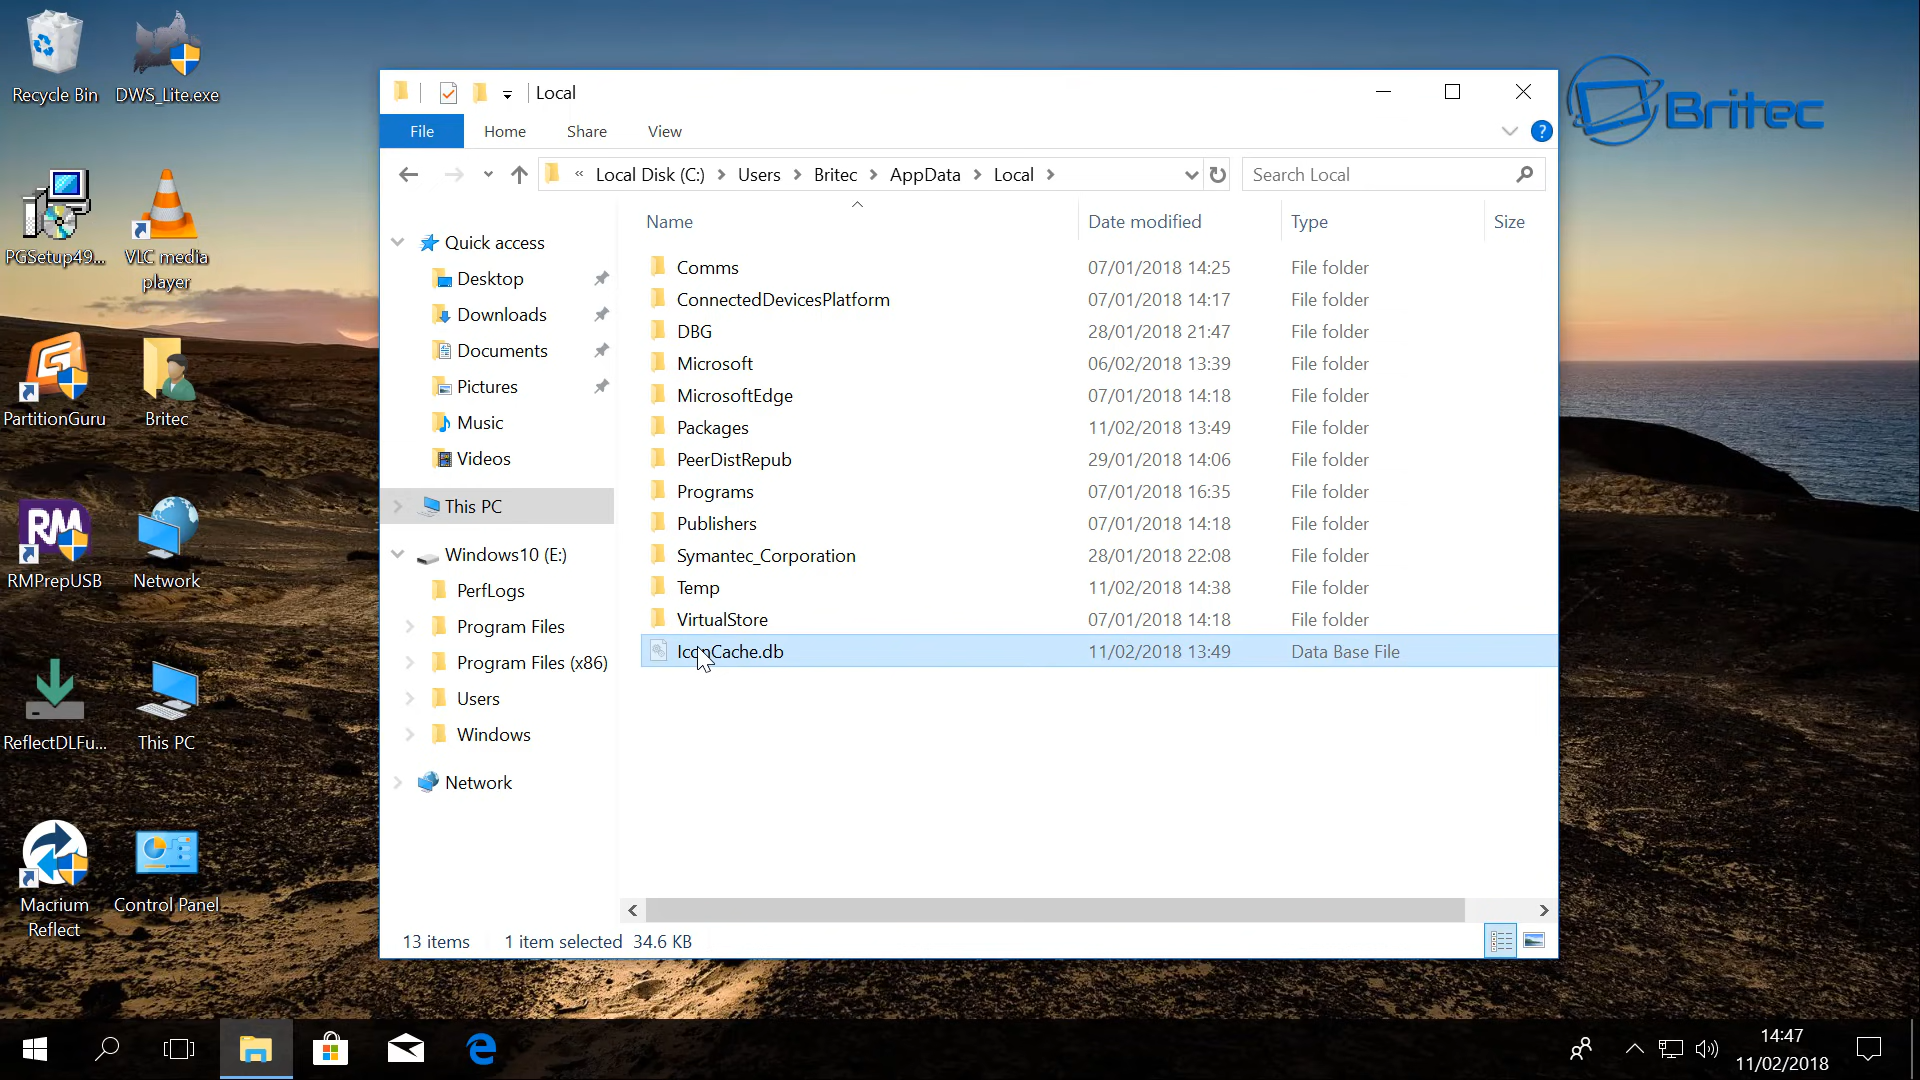 Recycle Bin
DWS_Lite.exe
PGSetup49...
VLC media
player
PartitionGuru
Britec
RM
RMPrepUSB
Network
ReflectDLFu...
This PC
Macrium
Reflect
Control Panel
Britec
Local
File
Home
Share
View
?
«
Local Disk (C:)
Users
Britec
AppData
Local
Search Local
Name
Date modified
Type
Size
Quick access
Desktop
Downloads
Documents
Pictures
Music
Videos
This PC
Windows10 (E:)
PerfLogs
Program Files
Program Files (x86)
Users
Windows
Network
Comms 07/01/2018 14:25 File folder
ConnectedDevicesPlatform 07/01/2018 14:17 File folder
DBG 28/01/2018 21:47 File folder
Microsoft 06/02/2018 13:39 File folder
MicrosoftEdge 07/01/2018 14:18 File folder
Packages 11/02/2018 13:49 File folder
PeerDistRepub 29/01/2018 14:06 File folder
Programs 07/01/2018 16:35 File folder
Publishers 07/01/2018 14:18 File folder
Symantec_Corporation 28/01/2018 22:08 File folder
Temp 11/02/2018 14:38 File folder
VirtualStore 07/01/2018 14:18 File folder
IconCache.db 11/02/2018 13:49 Data Base File
13 items
1 item selected 34.6 KB
14:47
11/02/2018